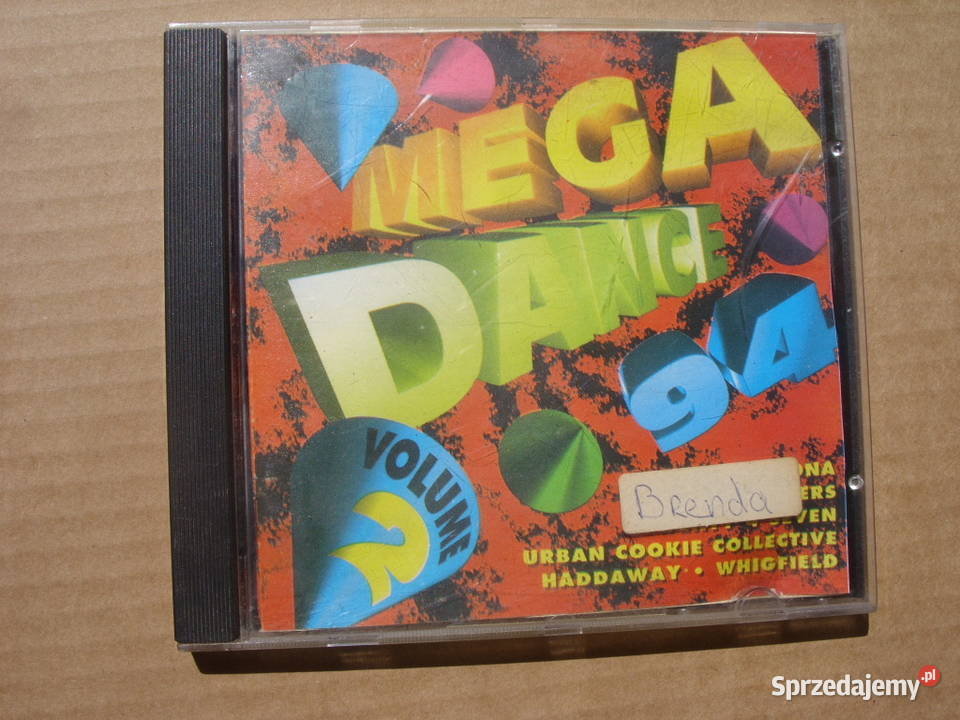 MEGA
DANCE
94
VOLUME
2
Brenda
URBAN COOKIE COLLECTIVE
HADDAWAY • WHIGFIELD
Sprzedajemy.pl